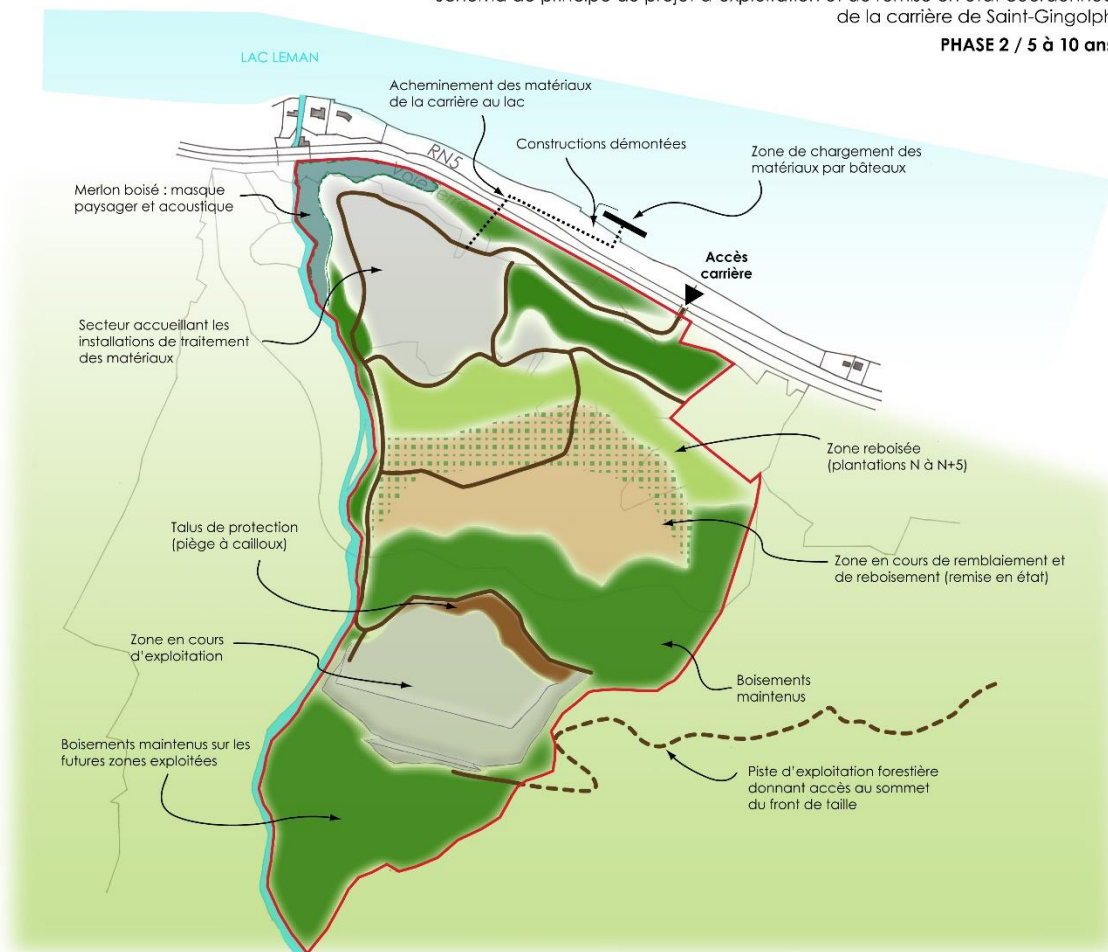 de la carrière de Saint-Gingolph
PHASE 2 / 5 à 10 ans
LAC LEMAN
Acheminement des matériaux
de la carrière au lac
Constructions démontées
Zone de chargement des
matériaux par bâteaux
RN5
Merlon boisé : masque
paysager et acoustique
Accès
carrière
Secteur accueillant les
installations de traitement
des matériaux
Zone reboisée
(plantations N à N+5)
Talus de protection
(piège à cailloux)
Zone en cours de remblaiement et
de reboisement (remise en état)
Zone en cours
d'exploitation
Boisements
maintenus
Boisements maintenus sur les
futures zones exploitées
Piste d'exploitation forestière
donnant accès au sommet
du front de taille